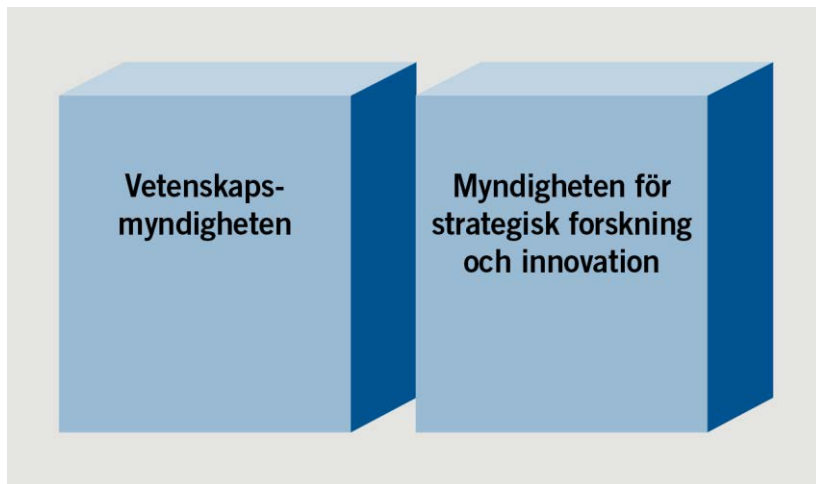 Vetenskaps-
myndigheten
Myndigheten för
strategisk forskning
och innovation